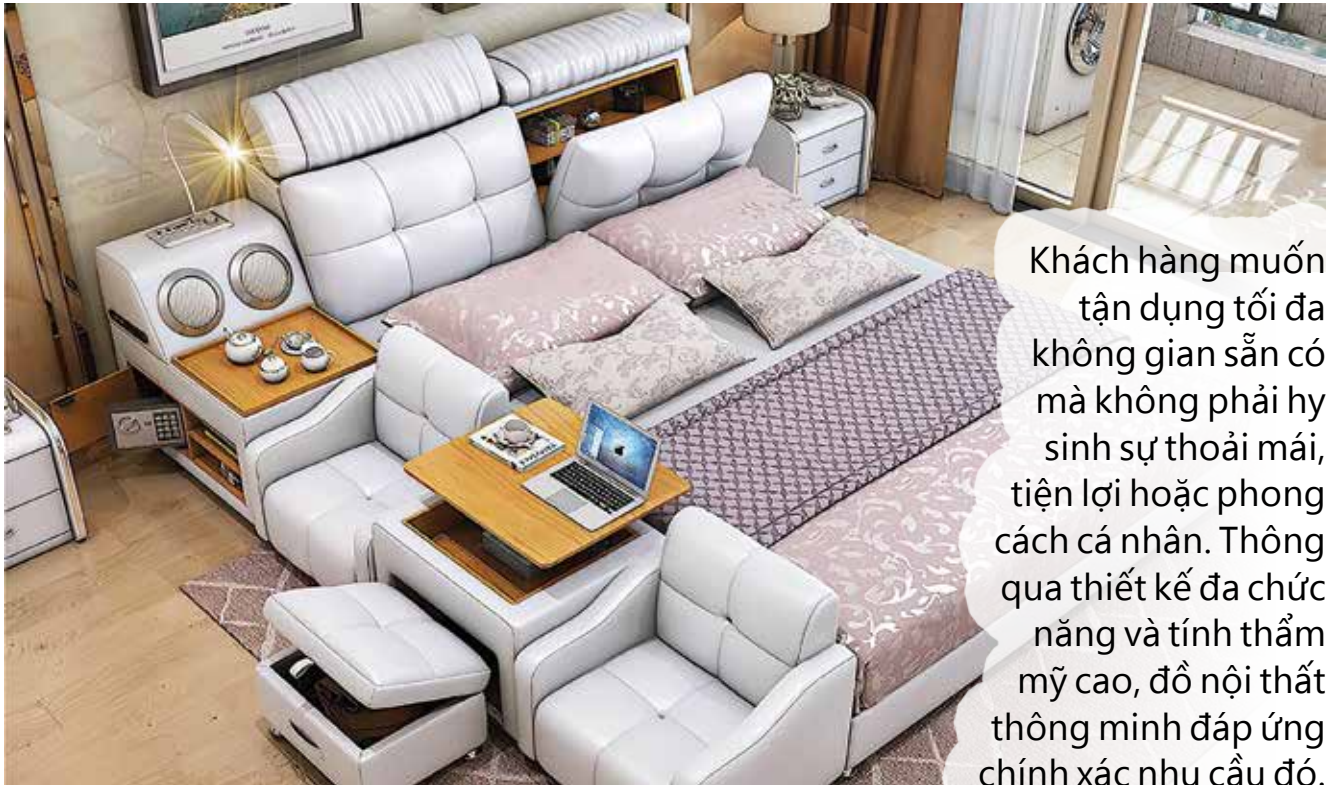 Khách hàng muốn
tận dụng tối đa
không gian sẵn có
mà không phải hy
sinh sự thoải mái,
tiện lợi hoặc phong
cách cá nhân. Thông
qua thiết kế đa chức
năng và tính thẩm
mỹ cao, đồ nội thất
thông minh đáp ứng
chính xác nhu cầu đó.